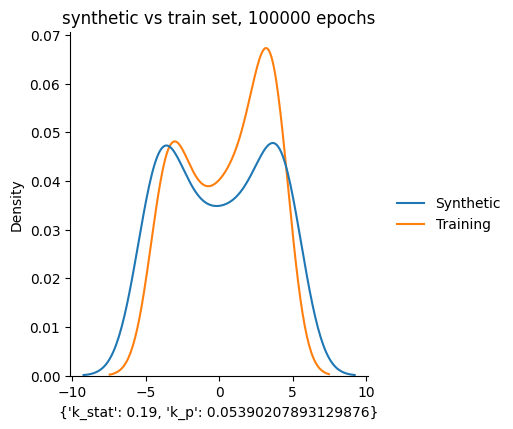 synthetic vs train set, 100000 epochs
0.07
0.06
0.05
0.04
0.03
0.02
0.01
0.00
Density
−10
−5
0
5
10
{'k_stat': 0.19, 'k_p': 0.05390207893129876}
Synthetic
Training